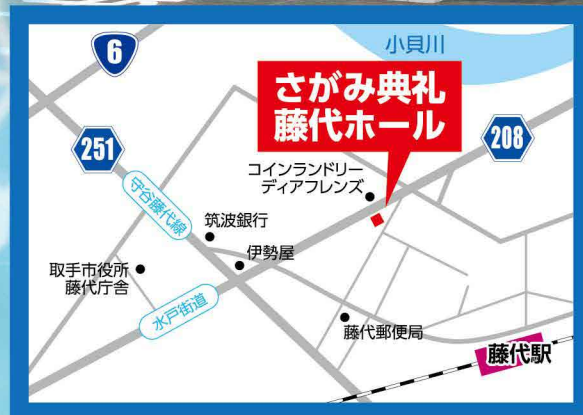 6
小貝川
さがみ典礼
藤代ホール
251
208
コインランドリー
ディアフレンズ
守谷藤代線
筑波銀行
伊勢屋
取手市役所
藤代庁舎
水戸街道
藤代郵便局
藤代駅